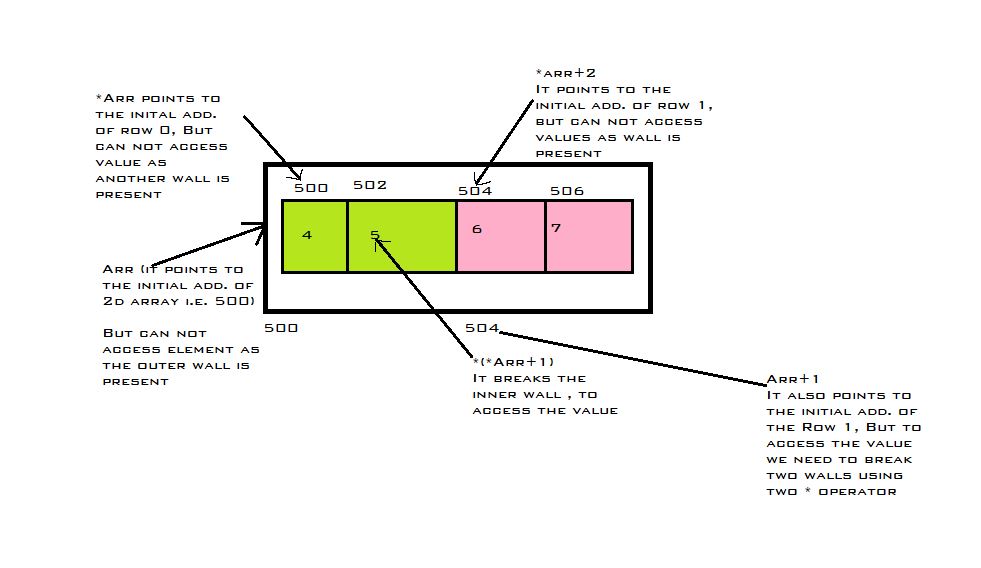 *Arr points to
the inital add.
of row 0, But
can not access
value as
another wall is
present
*arr+2
It points to the
initial add. of row 1,
but can not access
values as wall is
present
500 502 504 506
4 5 6 7
Arr (it points to
the initial add. of
2d array i.e. 500)
But can not
access element as
the outer wall is
present
500 504
*(*Arr+1)
It breaks the
inner wall , to
access the value
Arr+1
It also points to
the initial add. of
the Row 1, But to
access the value
we need to break
two walls using
two * operator